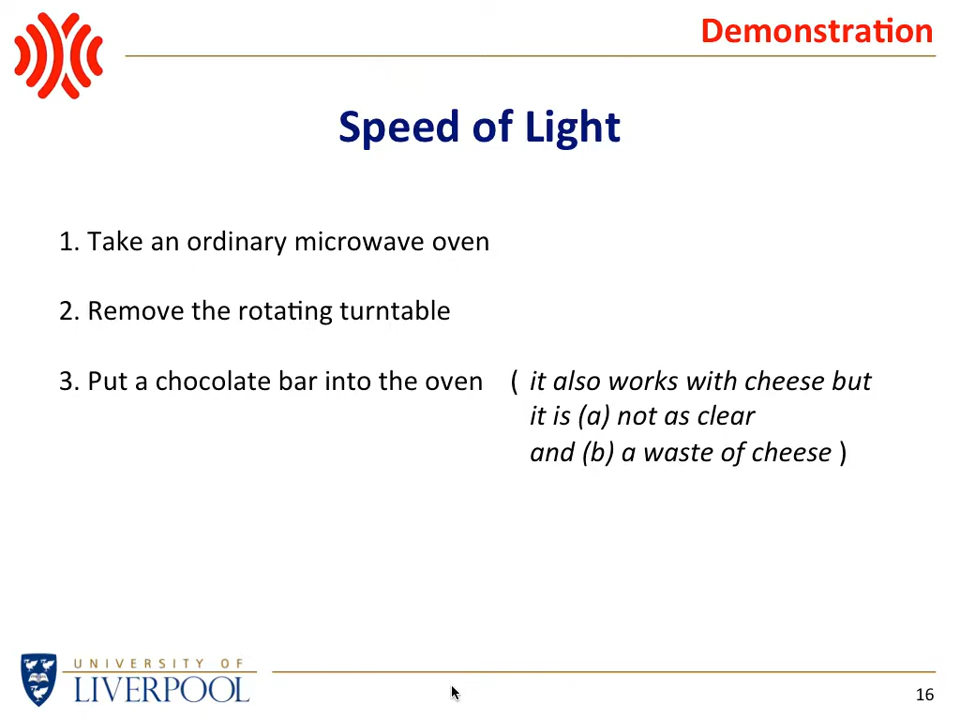 Demonstration
Speed of Light
1. Take an ordinary microwave oven
2. Remove the rotating turntable
3. Put a chocolate bar into the oven ( it also works with cheese but
it is (a) not as clear
and (b) a waste of cheese )
UNIVERSITY OF
LIVERPOOL
16